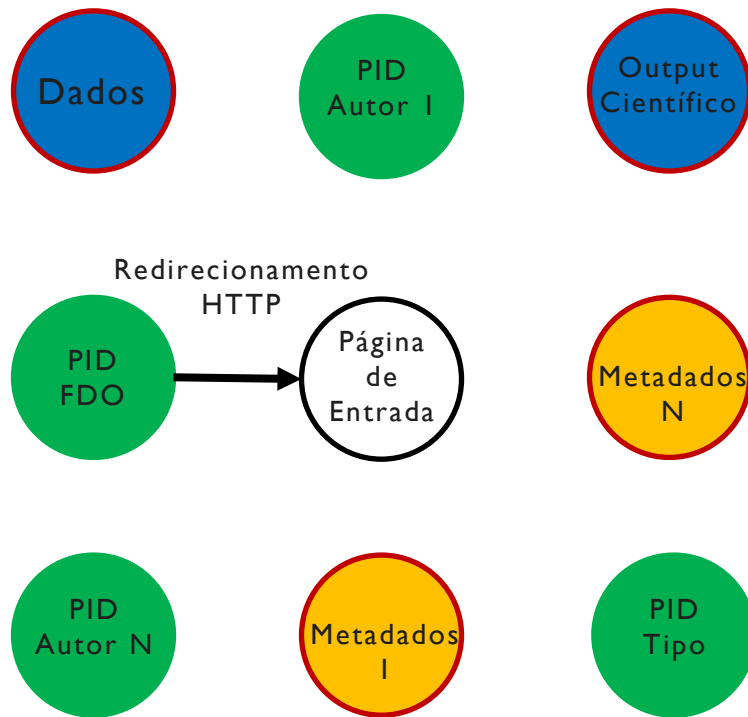 Dados
PID
Autor 1
Output
Científico
Redirecionamento
HTTP
PID
FDO
Página
de
Entrada
Metadados
N
PID
Autor N
Metadados
1
PID
Tipo